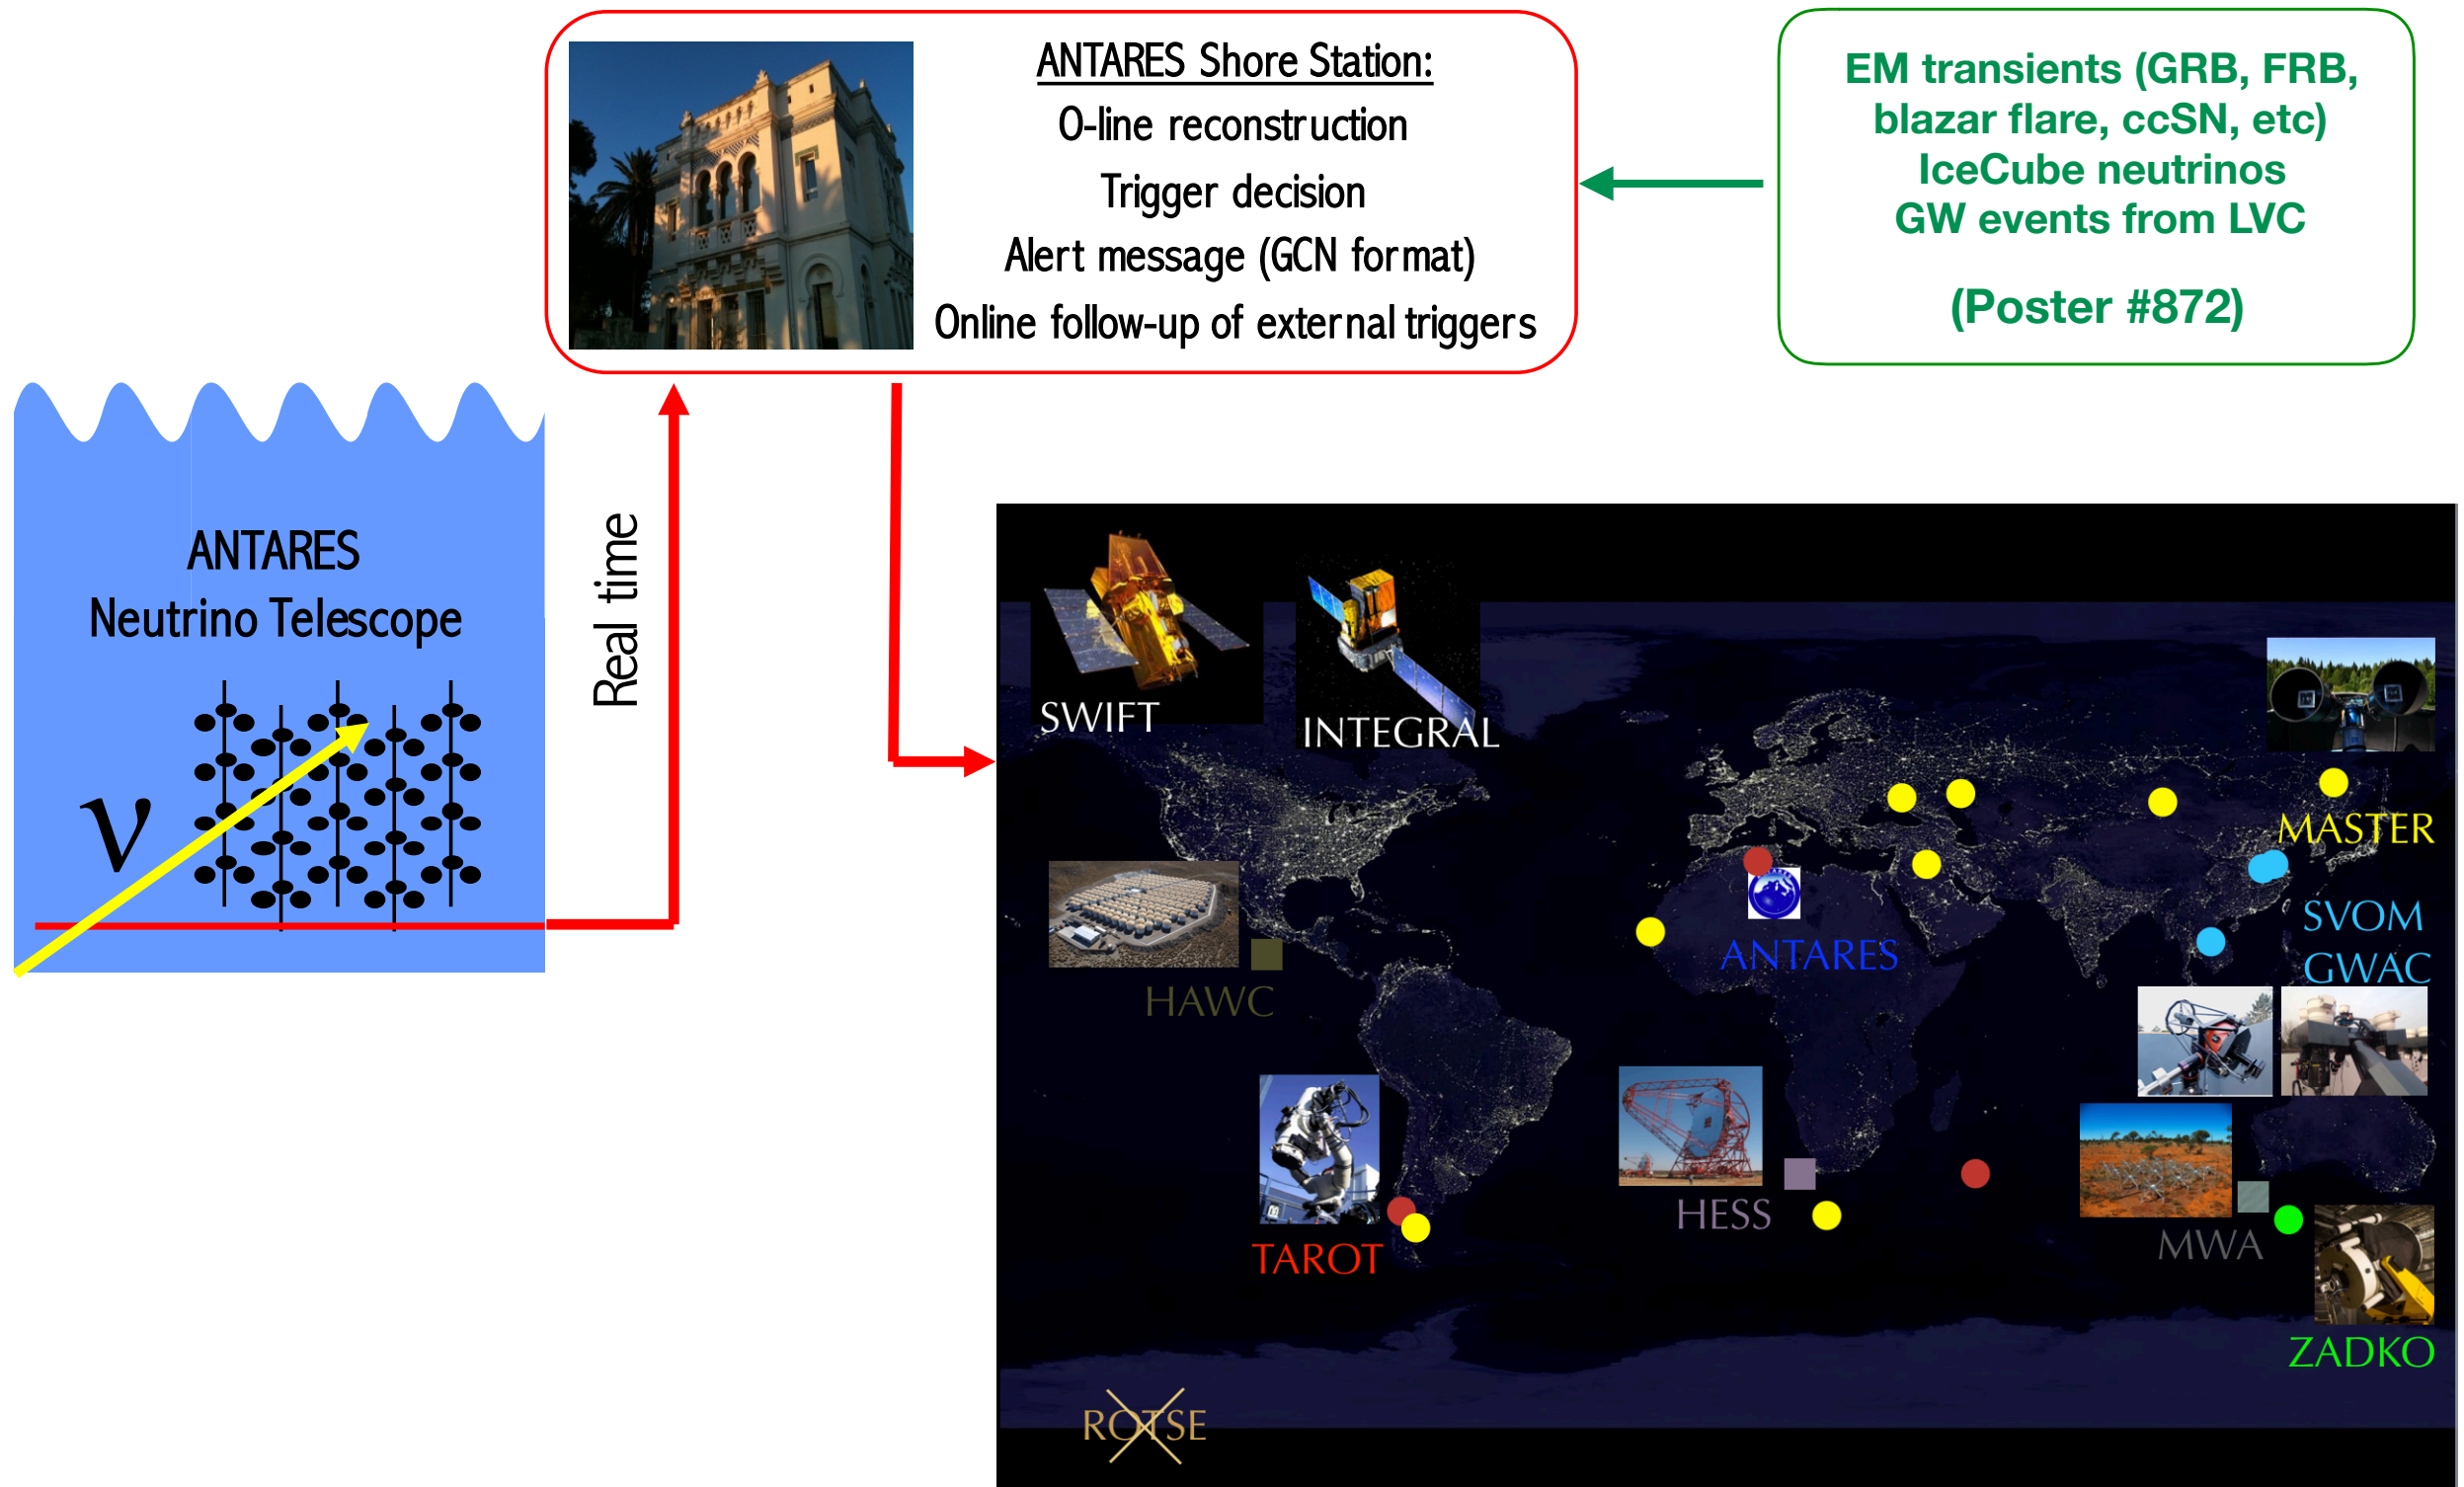 ANTARES Shore Station:
O-line reconstruction
Trigger decision
Alert message (GCN format)
Online follow-up of external triggers
EM transients (GRB, FRB,
blazar flare, ccSN, etc)
IceCube neutrinos
GW events from LVC
(Poster #872)
ANTARES
Neutrino Telescope
ν
Real time
SWIFT
INTEGRAL
MASTER
SVOM
GWAC
ANTARES
HAWC
TAROT
HESS
MWA
ZADKO
ROTSE